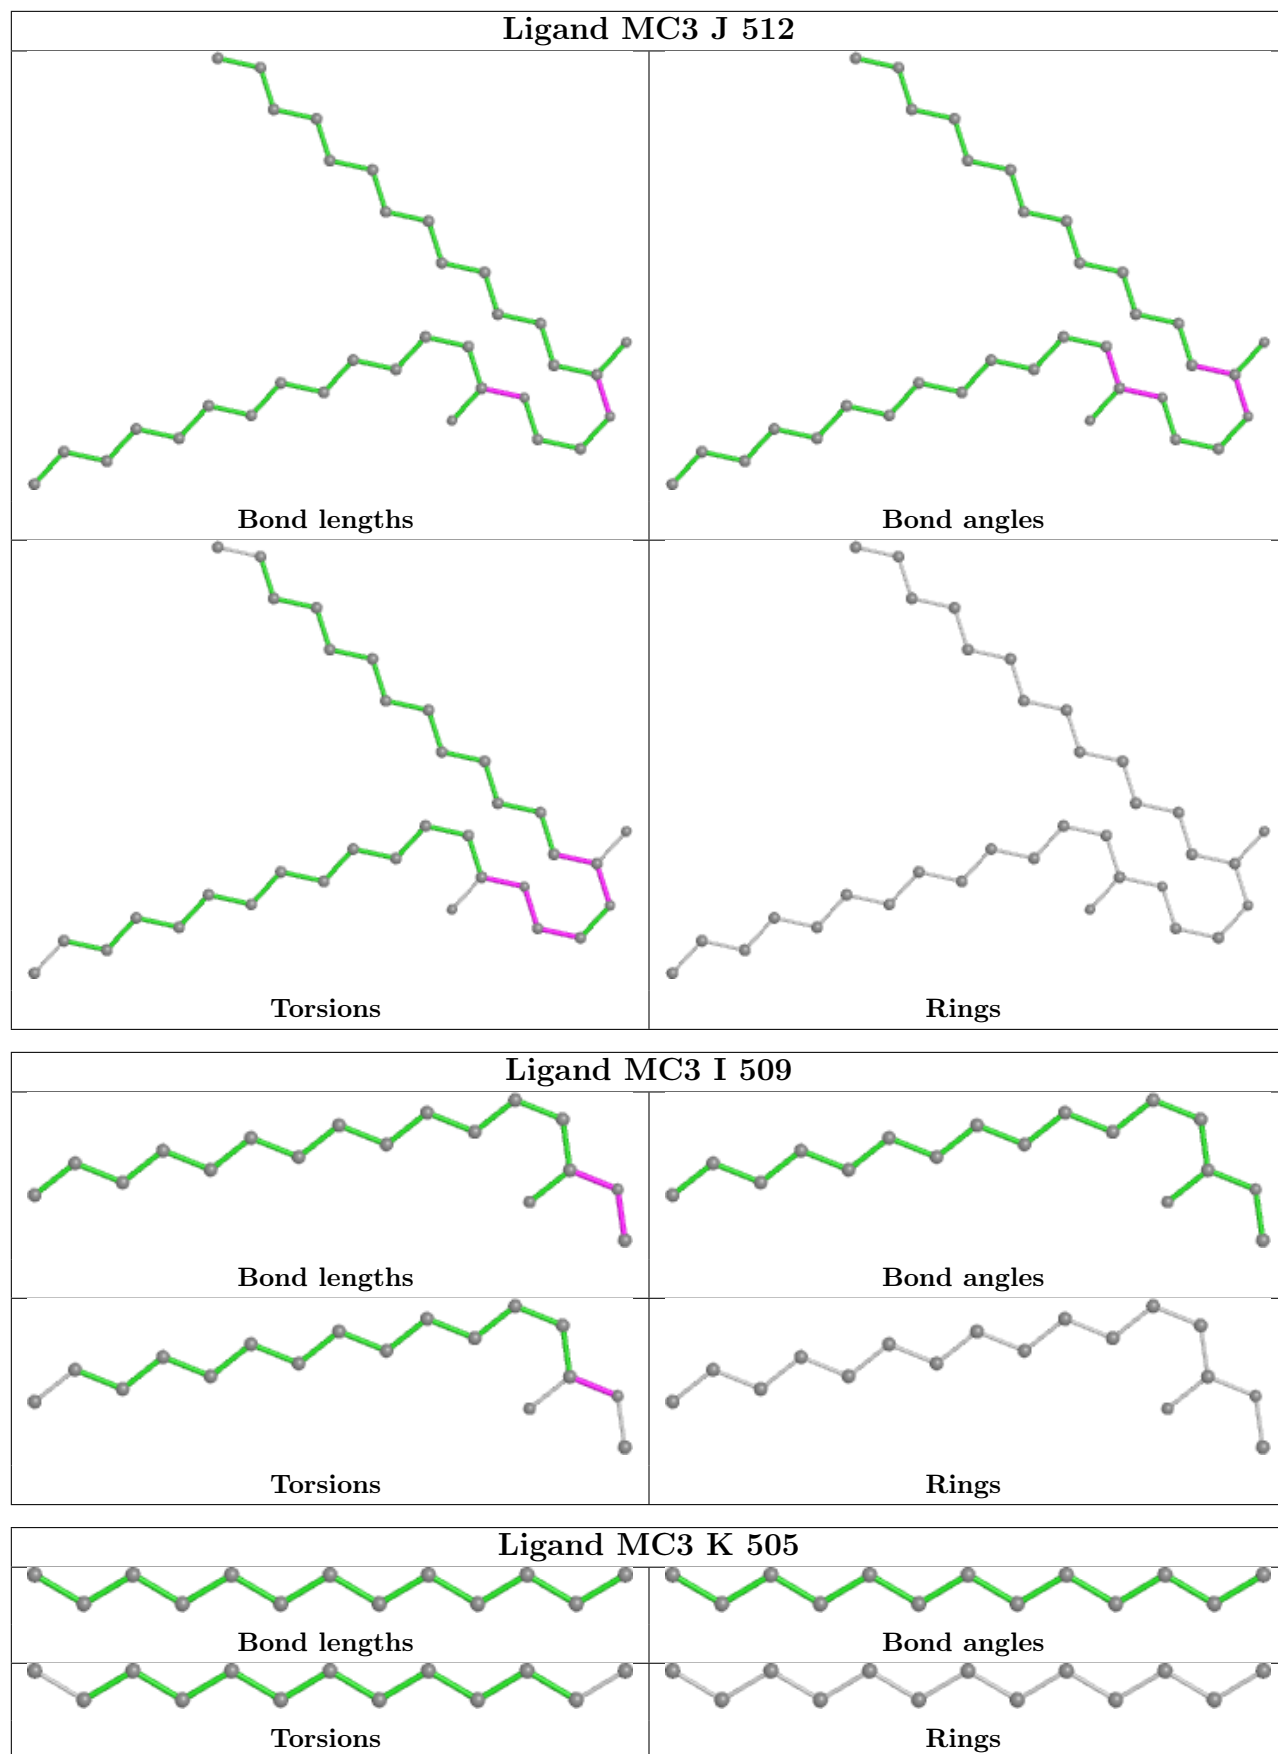 Ligand MC3 J 512
Bond lengths
Bond angles
Torsions
Rings
Ligand MC3 I 509
Bond lengths
Bond angles
Torsions
Rings
Ligand MC3 K 505
Bond lengths
Bond angles
Torsions
Rings